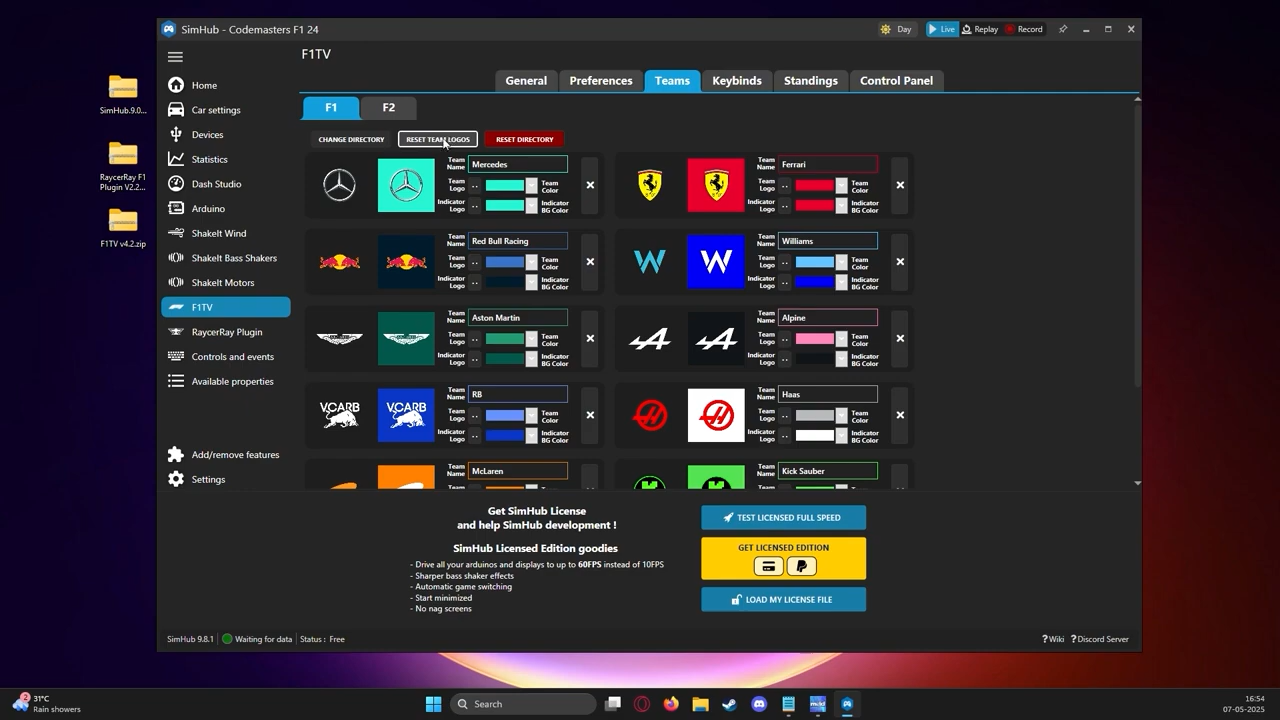 SimHub - Codemasters F1 24
Day
Live
Replay
Record
F1TV
General
Preferences
Teams
Keybinds
Standings
Control Panel
F1
F2
CHANGE DIRECTORY
RESET TEAM LOGOS
RESET DIRECTORY
Home
Car settings
Devices
Statistics
Dash Studio
Arduino
ShakeIt Wind
ShakeIt Bass Shakers
ShakeIt Motors
F1TV
RaycerRay Plugin
Controls and events
Available properties
Add/remove features
Settings
SimHub.9.0...
RaycerRay F1
Plugin V2.2...
F1TV v4.2.zip
Team
Name
Mercedes
Team
Logo
Team
Color
Indicator
Logo
Indicator
BG Color
Team
Name
Ferrari
Team
Logo
Team
Color
Indicator
Logo
Indicator
BG Color
Team
Name
Red Bull Racing
Team
Logo
Team
Color
Indicator
Logo
Indicator
BG Color
Team
Name
Williams
Team
Logo
Team
Color
Indicator
Logo
Indicator
BG Color
Team
Name
Aston Martin
Team
Logo
Team
Color
Indicator
Logo
Indicator
BG Color
Team
Name
Alpine
Team
Logo
Team
Color
Indicator
Logo
Indicator
BG Color
VCARB
VCARB
Team
Name
RB
Team
Logo
Team
Color
Indicator
Logo
Indicator
BG Color
Team
Name
Haas
Team
Logo
Team
Color
Indicator
Logo
Indicator
BG Color
Team
Name
McLaren
Team
Name
Kick Sauber
Get SimHub License
and help SimHub development !
SimHub Licensed Edition goodies
- Drive all your arduinos and displays to up to 60FPS instead of 10FPS
- Sharper bass shaker effects
- Automatic game switching
- Start minimized
- No nag screens
TEST LICENSED FULL SPEED
GET LICENSED EDITION
LOAD MY LICENSE FILE
SimHub 9.8.1
Waiting for data
Status : Free
Wiki
Discord Server
2
31°C
Rain showers
Search
16:54
07-05-2025